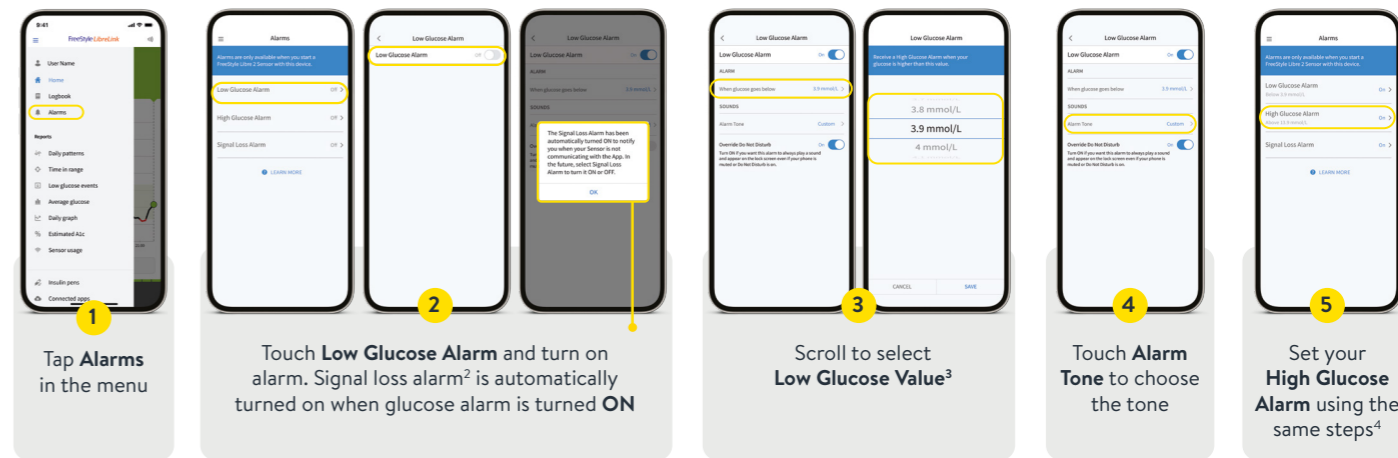 9:41
FreeStyle LibreLink
User Name
Home
Logbook
Alarms
Reports
Daily patterns
Time in range
Low glucose events
Average glucose
Daily graph
Estimated A1c
Sensor usage
Insulin pens
Connected apps
1
Tap Alarms
in the menu
Alarms
Alarms are only available when you start a
FreeStyle Libre 2 Sensor with this device.
Low Glucose Alarm Off
High Glucose Alarm Off
Signal Loss Alarm Off
LEARN MORE
Low Glucose Alarm
Low Glucose Alarm Off
Low Glucose Alarm
Low Glucose Alarm On
ALARM
When glucose goes below 3.9 mmol/L
SOUNDS
The Signal Loss Alarm has been
automatically turned ON to notify
you when your Sensor is not
communicating with the App. In
the future, select Signal Loss
Alarm to turn it ON or OFF.
OK
2
Touch Low Glucose Alarm and turn on
alarm. Signal loss alarm2 is automatically
turned on when glucose alarm is turned ON
Low Glucose Alarm
Low Glucose Alarm On
ALARM
When glucose goes below 3.9 mmol/L
SOUNDS
Alarm Tone Custom
Override Do Not Disturb On
Turn ON if you want this alarm to always play a sound
and appear on the lock screen even if your phone is
muted or Do Not Disturb is on.
Low Glucose Alarm
Receive a High Glucose Alarm when your
glucose is higher than this value.
3.8 mmol/L
3.9 mmol/L
4 mmol/L
CANCEL SAVE
3
Scroll to select
Low Glucose Value3
Low Glucose Alarm
Low Glucose Alarm On
ALARM
When glucose goes below 3.9 mmol/L
SOUNDS
Alarm Tone Custom
Override Do Not Disturb On
Turn ON if you want this alarm to always play a sound
and appear on the lock screen even if your phone is
muted or Do Not Disturb is on.
4
Touch Alarm
Tone to choose
the tone
Alarms
Alarms are only available when you start a
FreeStyle Libre 2 Sensor with this device.
Low Glucose Alarm On
Below 3.9 mmol/L
High Glucose Alarm On
Above 13.9 mmol/L
Signal Loss Alarm On
LEARN MORE
5
Set your
High Glucose
Alarm using the
same steps4